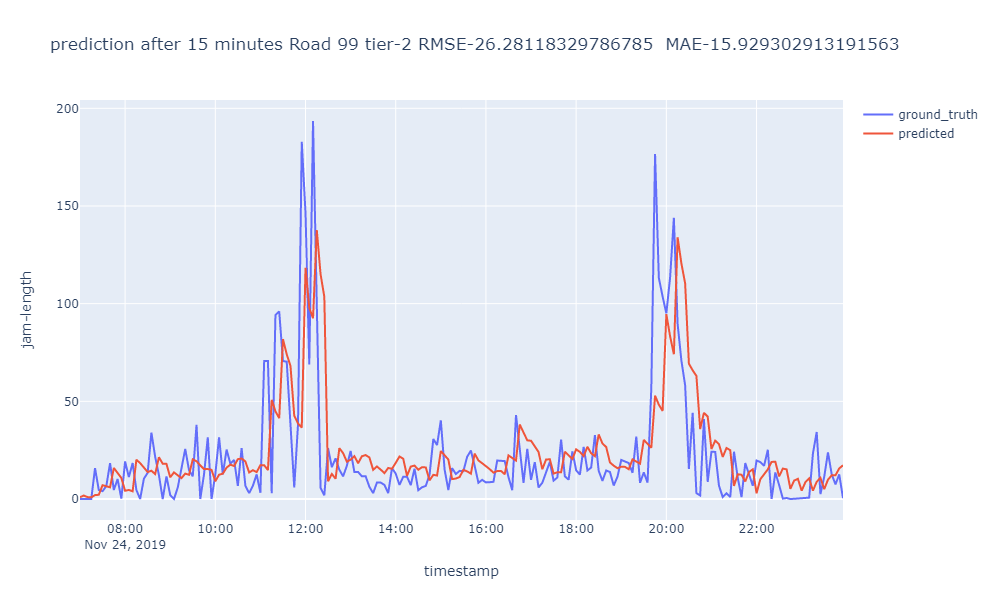 prediction after 15 minutes Road 99 tier-2 RMSE-26.28118329786785  MAE-15.929302913191563
ground_truth
predicted
200
150
100
50
0
jam-length
08:00 10:00 12:00 14:00 16:00 18:00 20:00 22:00
Nov 24, 2019
timestamp